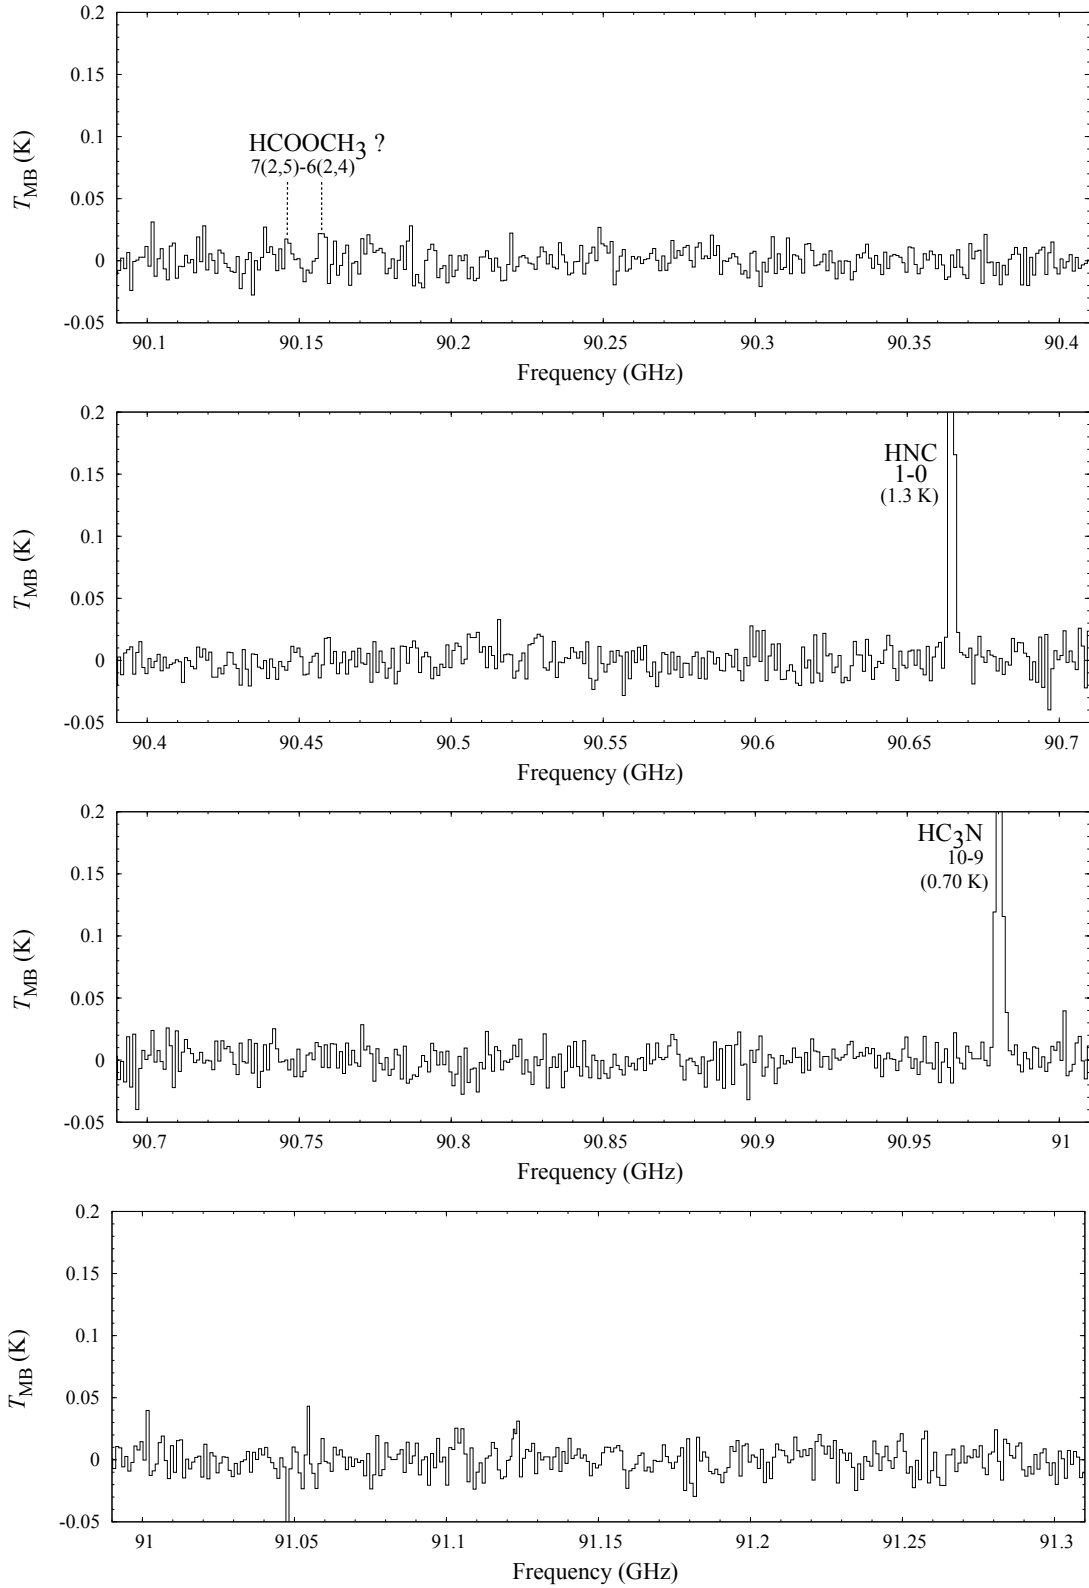 0.2
0.15
0.1
0.05
0
-0.05
T_MB (K)
HCOOCH3 ?
7(2,5)-6(2,4)
90.1 90.15 90.2 90.25 90.3 90.35 90.4
Frequency (GHz)
0.2
0.15
0.1
0.05
0
-0.05
T_MB (K)
HNC
1-0
(1.3 K)
90.4 90.45 90.5 90.55 90.6 90.65 90.7
Frequency (GHz)
0.2
0.15
0.1
0.05
0
-0.05
T_MB (K)
HC3N
10-9
(0.70 K)
90.7 90.75 90.8 90.85 90.9 90.95 91
Frequency (GHz)
0.2
0.15
0.1
0.05
0
-0.05
T_MB (K)
91 91.05 91.1 91.15 91.2 91.25 91.3
Frequency (GHz)